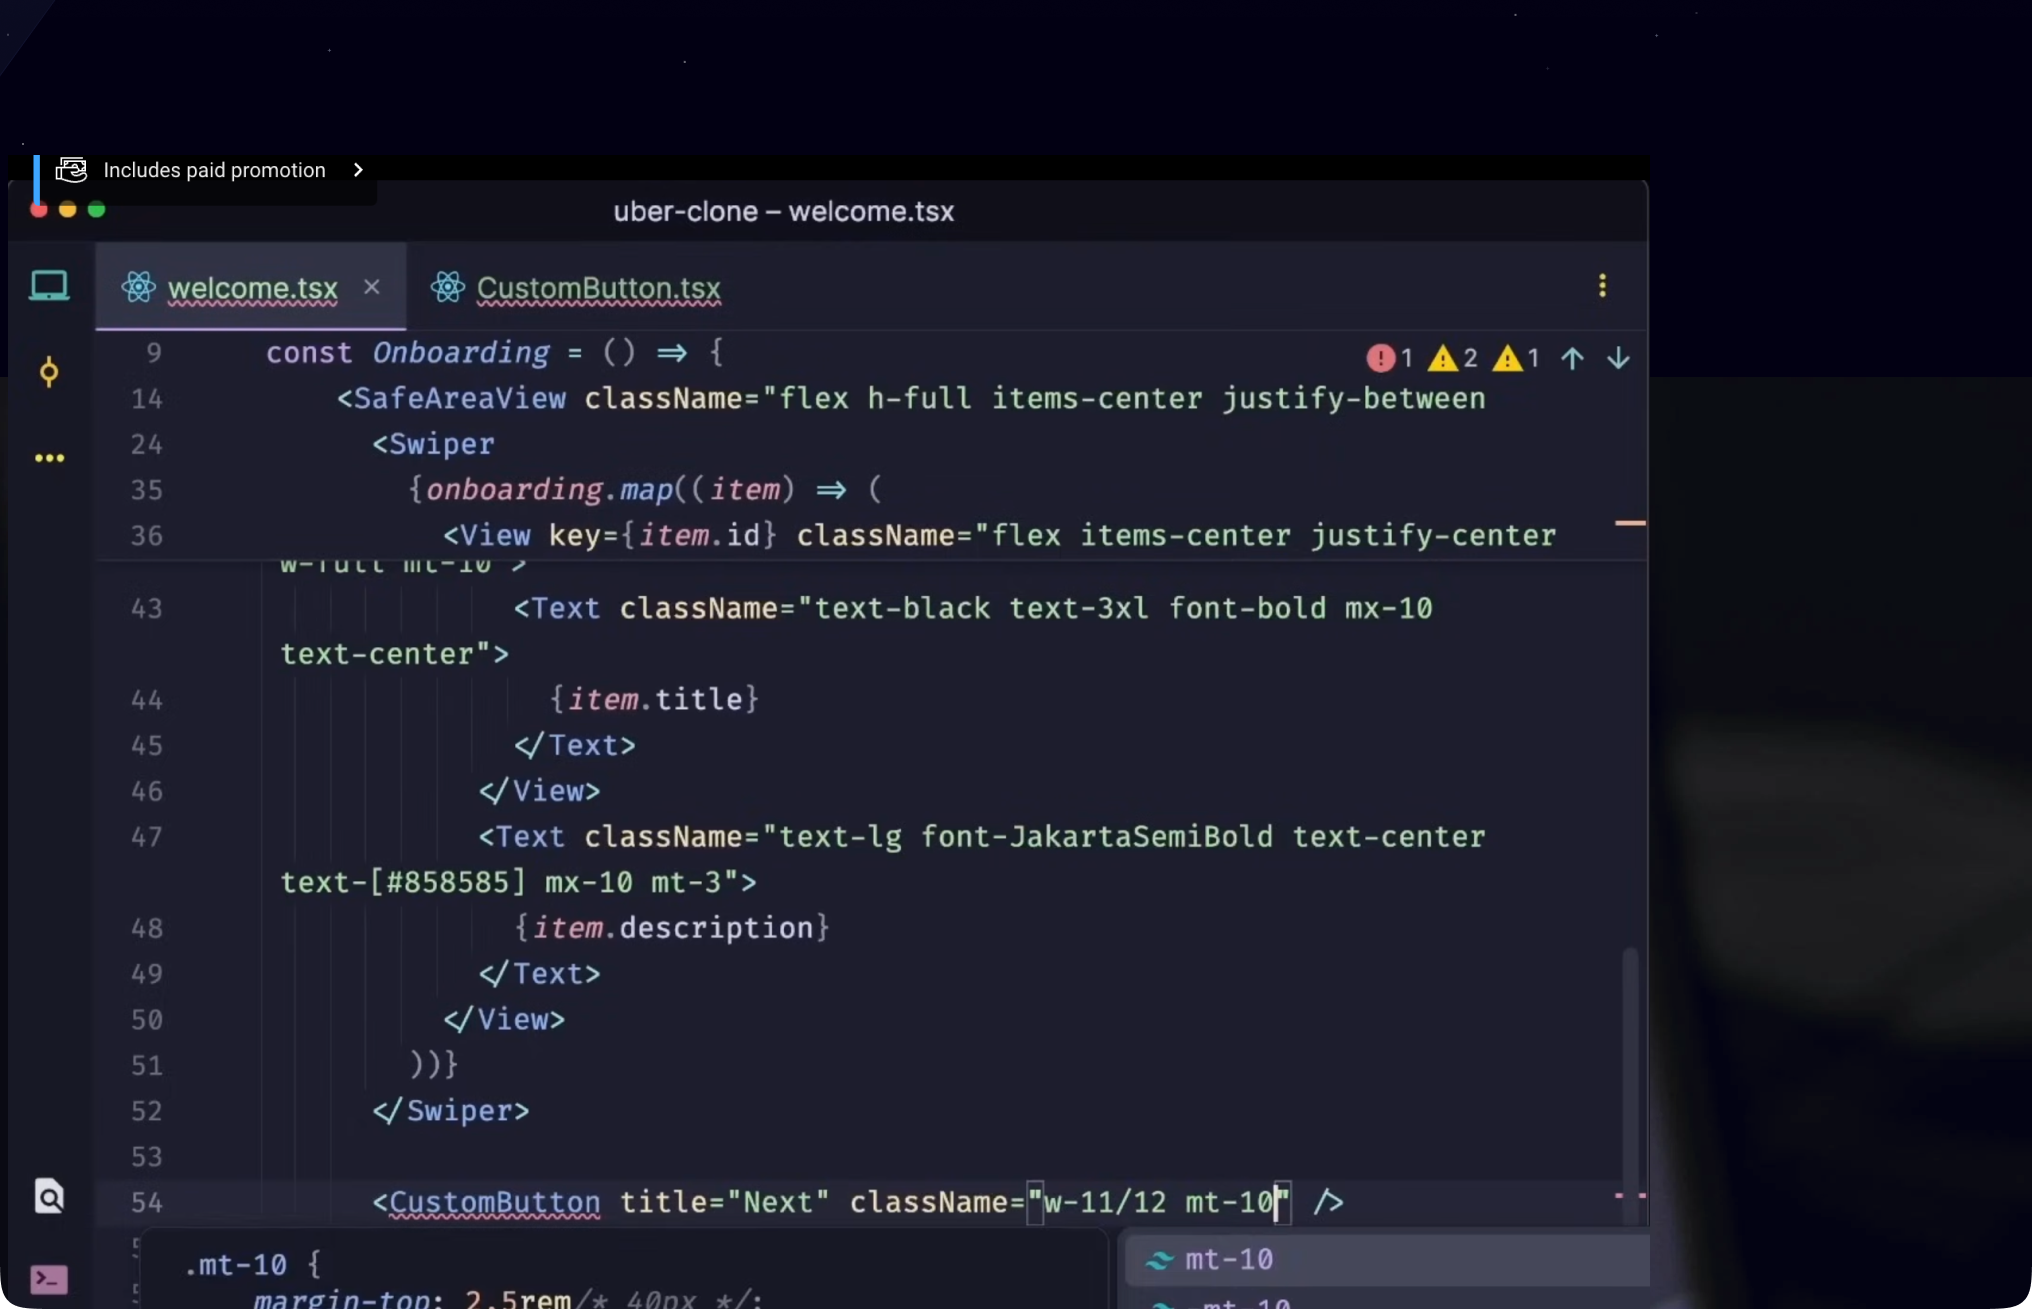 Includes paid promotion
uber-clone – welcome.tsx
welcome.tsx
CustomButton.tsx
9 const Onboarding = () => {
1 2 1
14 <SafeAreaView className="flex h-full items-center justify-between
24 <Swiper
35 {onboarding.map((item) => (
36 <View key={item.id} className="flex items-center justify-center
w-full mt-10">
43 <Text className="text-black text-3xl font-bold mx-10
text-center">
44 {item.title}
45 </Text>
46 </View>
47 <Text className="text-lg font-JakartaSemiBold text-center
text-[#858585] mx-10 mt-3">
48 {item.description}
49 </Text>
50 </View>
51 ))}
52 </Swiper>
53
54 <CustomButton title="Next" className="w-11/12 mt-10" />
.mt-10 {
mt-10
margin-top: 2.5rem/* 40px */;
-mt-10